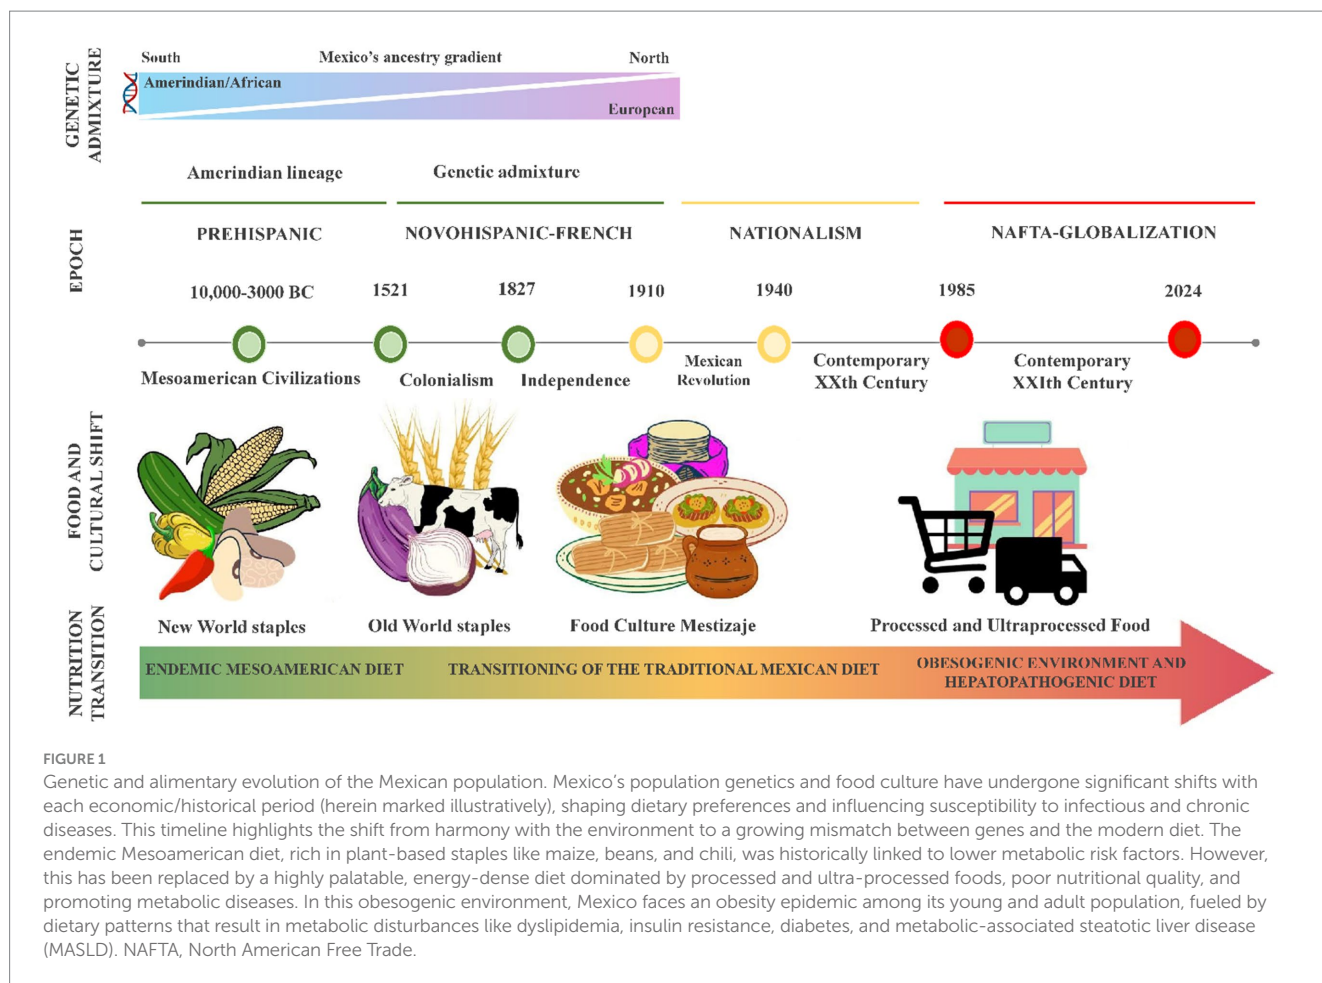 GENETIC
ADMIXTURE
South Mexico's ancestry gradient North
Amerindian/African
European
Amerindian lineage Genetic admixture
EPOCH
PREHISPANIC NOVOHISPANIC-FRENCH NATIONALISM NAFTA-GLOBALIZATION
10,000-3000 BC 1521 1827 1910 1940 1985 2024
Mesoamerican Civilizations Colonialism Independence
Mexican
Revolution
Contemporary
XXth Century
Contemporary
XXIth Century
FOOD AND
CULTURAL SHIFT
New World staples Old World staples Food Culture Mestizaje Processed and Ultraprocessed Food
NUTRITION
TRANSITION
ENDEMIC MESOAMERICAN DIET TRANSITIONING OF THE TRADITIONAL MEXICAN DIET
OBESOGENIC ENVIRONMENT AND
HEPATOPATHOGENIC DIET
FIGURE 1
Genetic and alimentary evolution of the Mexican population. Mexico's population genetics and food culture have undergone significant shifts with
each economic/historical period (herein marked illustratively), shaping dietary preferences and influencing susceptibility to infectious and chronic
diseases. This timeline highlights the shift from harmony with the environment to a growing mismatch between genes and the modern diet. The
endemic Mesoamerican diet, rich in plant-based staples like maize, beans, and chili, was historically linked to lower metabolic risk factors. However,
this has been replaced by a highly palatable, energy-dense diet dominated by processed and ultra-processed foods, poor nutritional quality, and
promoting metabolic diseases. In this obesogenic environment, Mexico faces an obesity epidemic among its young and adult population, fueled by
dietary patterns that result in metabolic disturbances like dyslipidemia, insulin resistance, diabetes, and metabolic-associated steatotic liver disease
(MASLD). NAFTA, North American Free Trade.